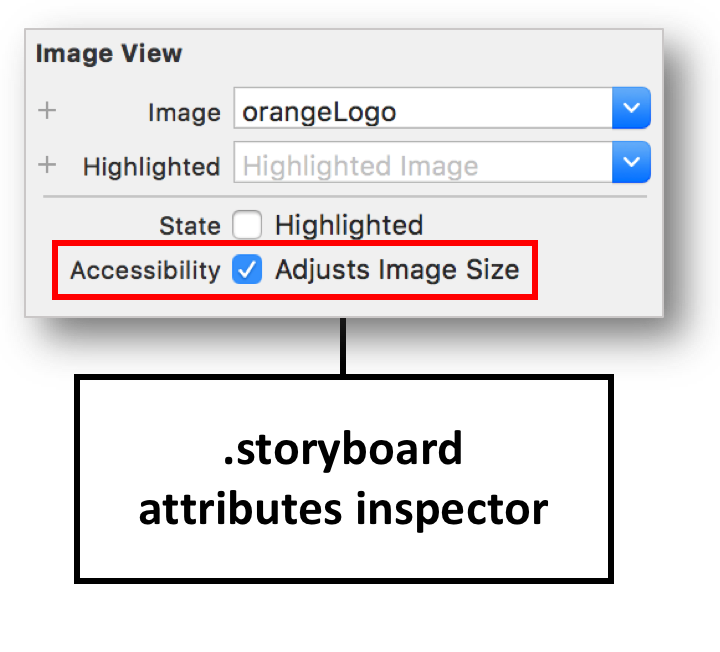 Image View
+ Image orangeLogo
+ Highlighted Highlighted Image
State Highlighted
Accessibility Adjusts Image Size
.storyboard
attributes inspector